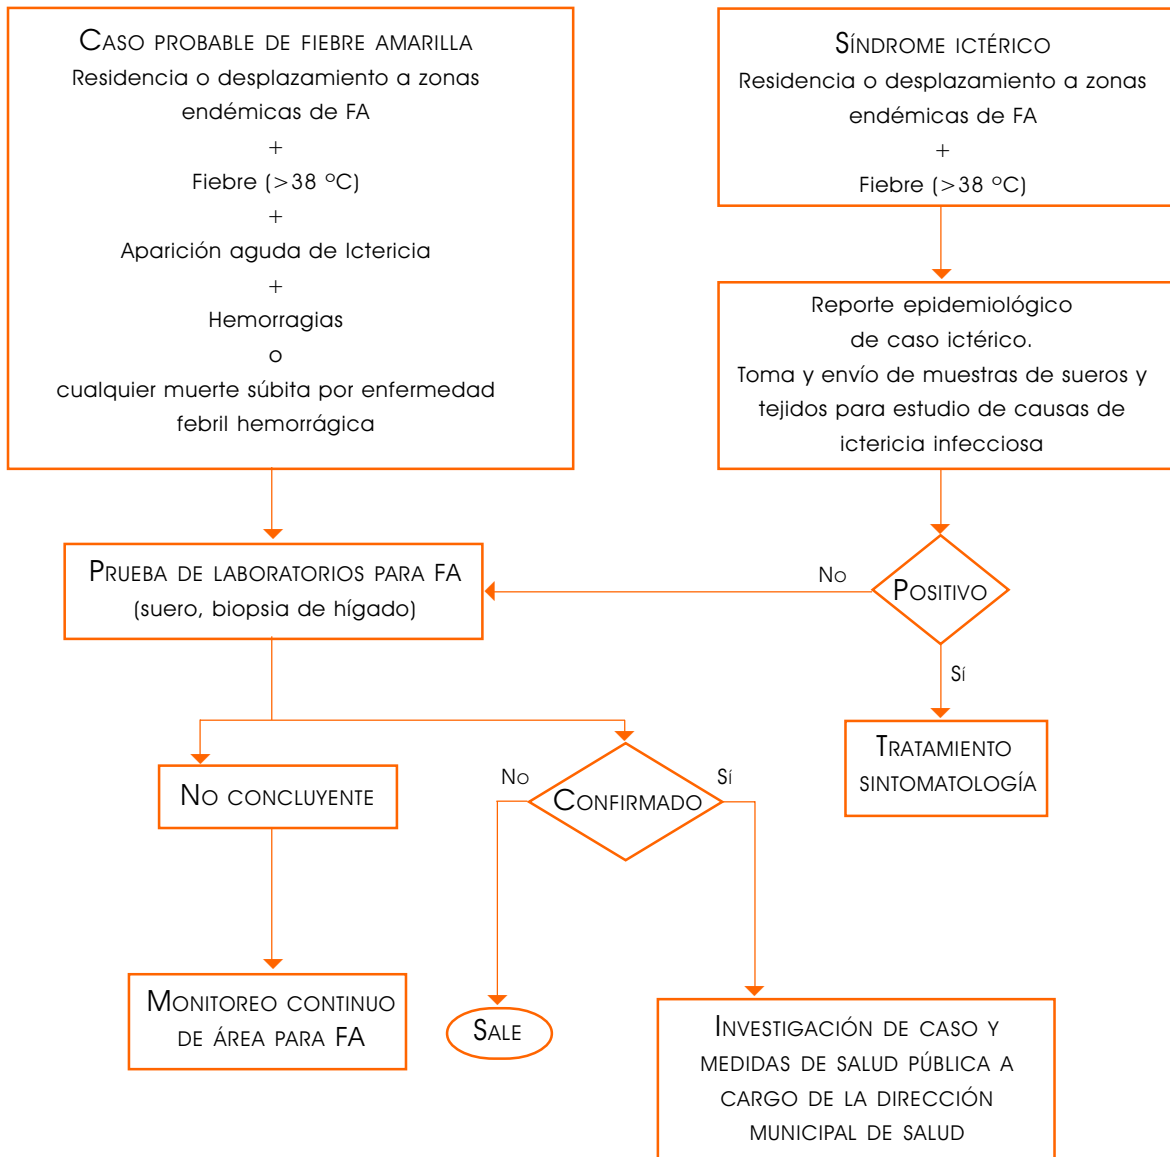 CASO PROBABLE DE FIEBRE AMARILLA
Residencia o desplazamiento a zonas
endémicas de FA
+
Fiebre (>38 ºC)
+
Aparición aguda de Ictericia
+
Hemorragias
o
cualquier muerte súbita por enfermedad
febril hemorrágica
SÍNDROME ICTÉRICO
Residencia o desplazamiento a zonas
endémicas de FA
+
Fiebre (>38 ºC)
Reporte epidemiológico
de caso ictérico.
Toma y envío de muestras de sueros y
tejidos para estudio de causas de
ictericia infecciosa
PRUEBA DE LABORATORIOS PARA FA
(suero, biopsia de hígado)
NO
POSITIVO
SÍ
TRATAMIENTO
SINTOMATOLOGÍA
NO CONCLUYENTE
NO
CONFIRMADO
SÍ
MONITOREO CONTINUO
DE ÁREA PARA FA
SALE
INVESTIGACIÓN DE CASO Y
MEDIDAS DE SALUD PÚBLICA A
CARGO DE LA DIRECCIÓN
MUNICIPAL DE SALUD